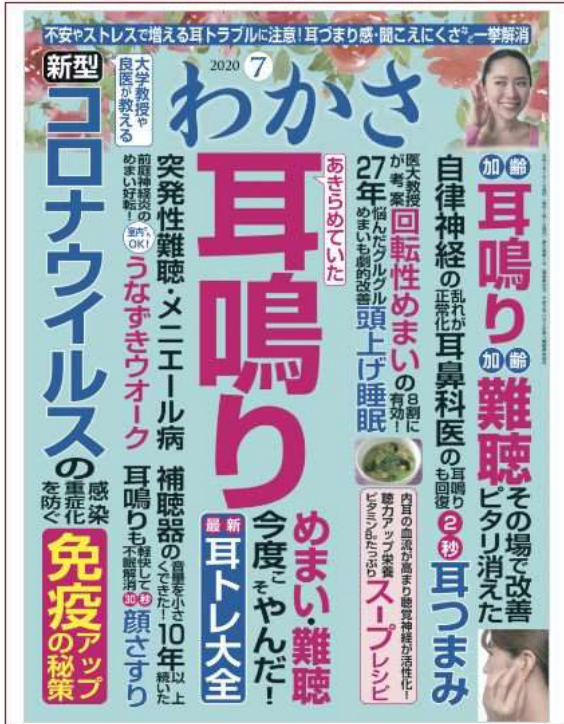 不安やストレスで増える耳トラブルに注意!耳づまり感・聞こえにくさなど一挙解消
2020 7
わかさ
加齢耳鳴り加齢難聴その場で改善ピタリ消えた
自律神経の乱れが正常化耳鼻科医の耳鳴りも回復2秒耳つまみ
医大教授が考案回転性めまいの8割に有効!
27年悩んだグルグルめまいも劇的改善頭上げ睡眠
内耳の血流が高まり聴覚神経が活性化!
聴力アップ栄養ビタミンB₁₂たっぷりスープレシピ
あきらめていた
耳鳴り
めまい・難聴
今度こそやんだ!
最新耳トレ大全
突発性難聴・メニエール病
前庭神経炎のめまい好転!室内でもOK!うなずきウオーク
補聴器の音量を小さくできた!10年以上続いた
耳鳴りも軽快して不眠解消30秒顔さすり
大学教授や良医が教える
新型コロナウイルスの感染重症化を防ぐ
免疫アップの秘策